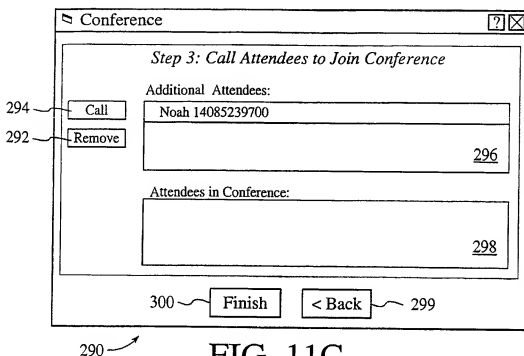 Conference ? X
Step 3: Call Attendees to Join Conference
Additional Attendees:
294 Call Noah 14085239700
292 Remove
296
Attendees in Conference:
298
300 Finish < Back 299
290
FIG. 11C